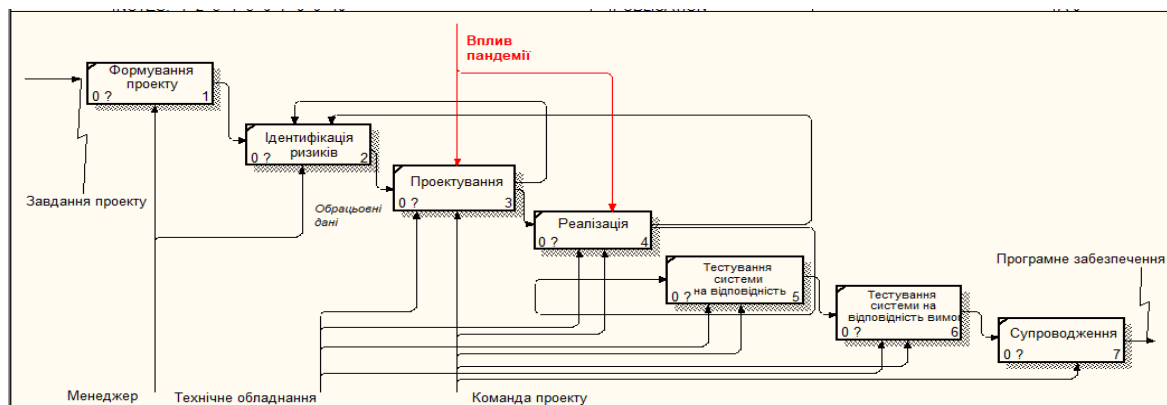 Вплив
пандемії
Формування
проекту
0 ?
1
Ідентифікація
ризиків
0 ?
2
Проектування
0 ?
3
Завдання проекту
Обрацьовні
дані
Реалізація
0 ?
4
Тестування
системи
на відповідність
0 ?
5
Програмне забезпечення
Тестування
системи на
відповідність вимог
0 ?
6
Супроводження
0 ?
7
Менеджер
Технічне обладнання
Команда проекту